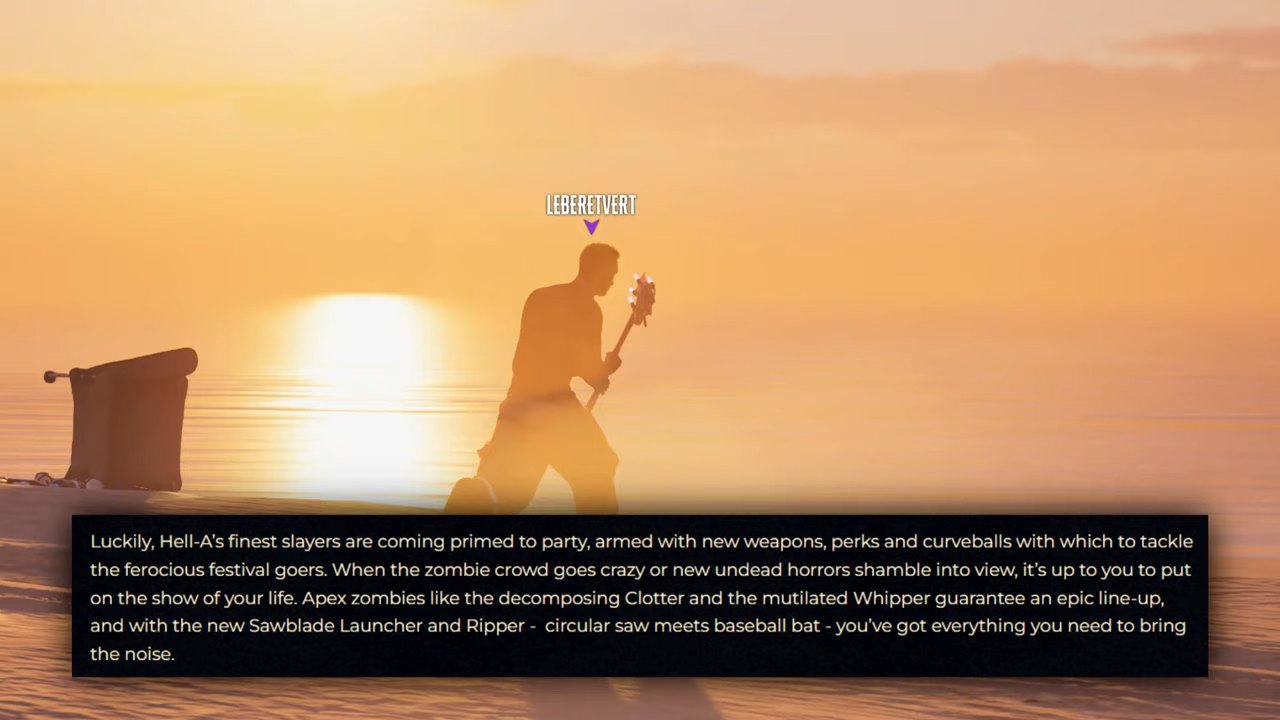 LEBERETVERT
Luckily, Hell-A’s finest slayers are coming primed to party, armed with new weapons, perks and curveballs with which to tackle
the ferocious festival goers. When the zombie crowd goes crazy or new undead horrors shamble into view, it’s up to you to put
on the show of your life. Apex zombies like the decomposing Clotter and the mutilated Whipper guarantee an epic line-up,
and with the new Sawblade Launcher and Ripper -  circular saw meets baseball bat - you’ve got everything you need to bring
the noise.